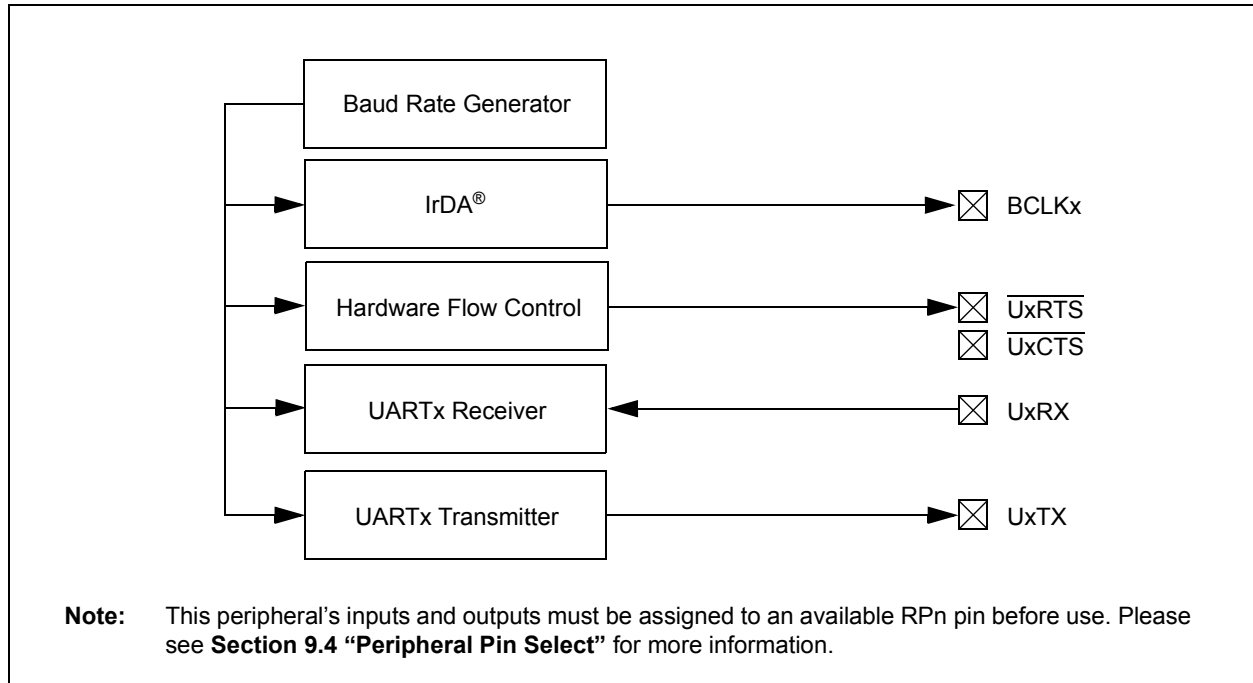 Baud Rate Generator
IrDA®
BCLKx
Hardware Flow Control
U̅x̅R̅T̅S̅
U̅x̅C̅T̅S̅
UARTx Receiver
UxRX
UARTx Transmitter
UxTX
Note: This peripheral’s inputs and outputs must be assigned to an available RPn pin before use. Please
see Section 9.4 “Peripheral Pin Select” for more information.